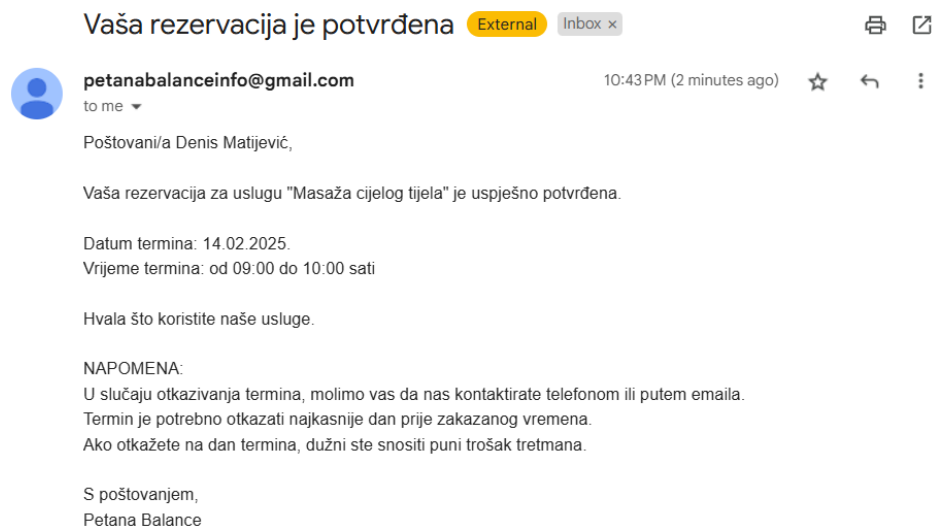 Vaša rezervacija je potvrđena External Inbox ×
petanabalanceinfo@gmail.com 10:43 PM (2 minutes ago)
to me
Poštovani/a Denis Matijević,
Vaša rezervacija za uslugu "Masaža cijelog tijela" je uspješno potvrđena.
Datum termina: 14.02.2025.
Vrijeme termina: od 09:00 do 10:00 sati
Hvala što koristite naše usluge.
NAPOMENA:
U slučaju otkazivanja termina, molimo vas da nas kontaktirate telefonom ili putem emaila.
Termin je potrebno otkazati najkasnije dan prije zakazanog vremena.
Ako otkažete na dan termina, dužni ste snositi puni trošak tretmana.
S poštovanjem,
Petana Balance